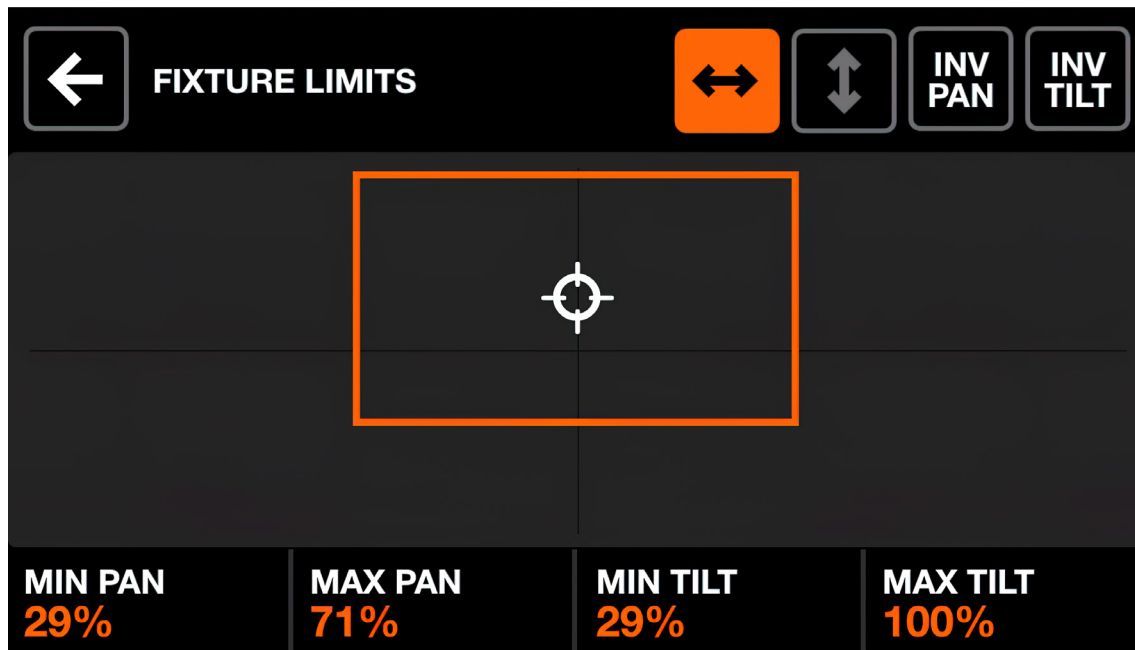 FIXTURE LIMITS
INV
PAN
INV
TILT
MIN PAN
29%
MAX PAN
71%
MIN TILT
29%
MAX TILT
100%